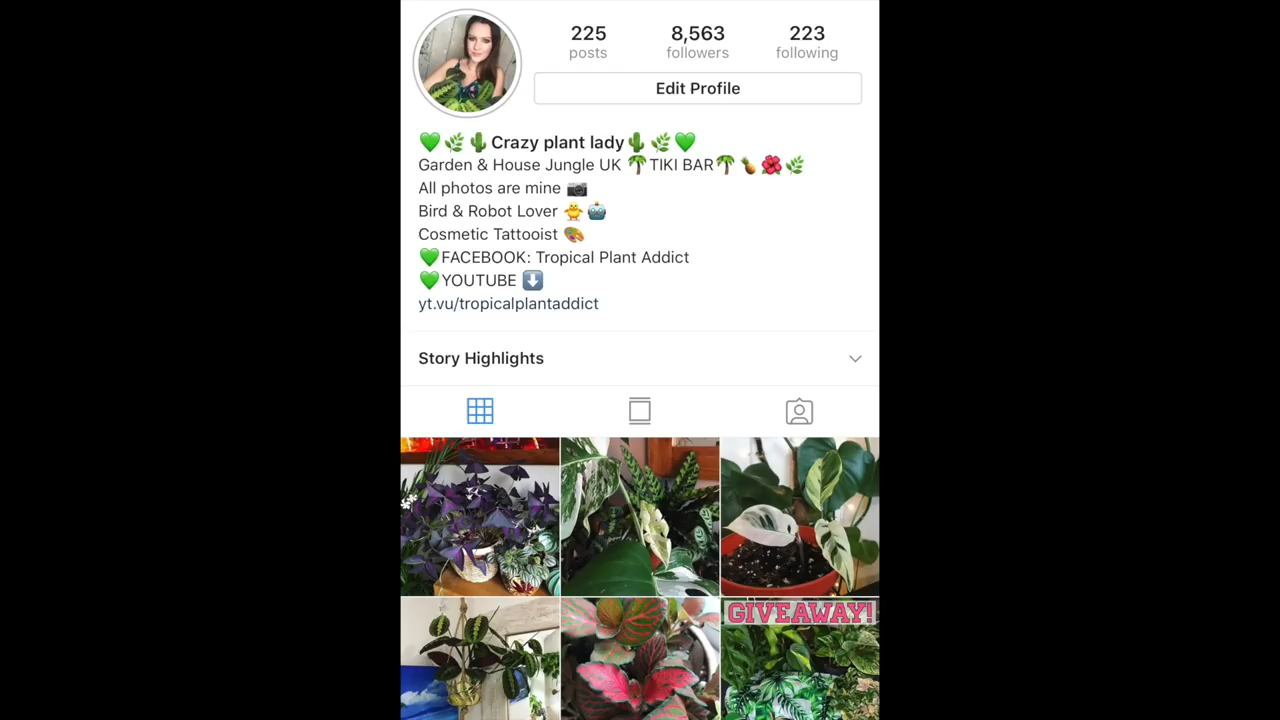 225 8,563 223
posts followers following
Edit Profile
💚🌿🌵Crazy plant lady🌵🌿💚
Garden & House Jungle UK 🌴TIKI BAR🌴🍍🌺🌿
All photos are mine 📷
Bird & Robot Lover 🐥🤖
Cosmetic Tattooist 🎨
💚FACEBOOK: Tropical Plant Addict
💚YOUTUBE ⬇️
yt.vu/tropicalplantaddict
Story Highlights
GIVEAWAY!